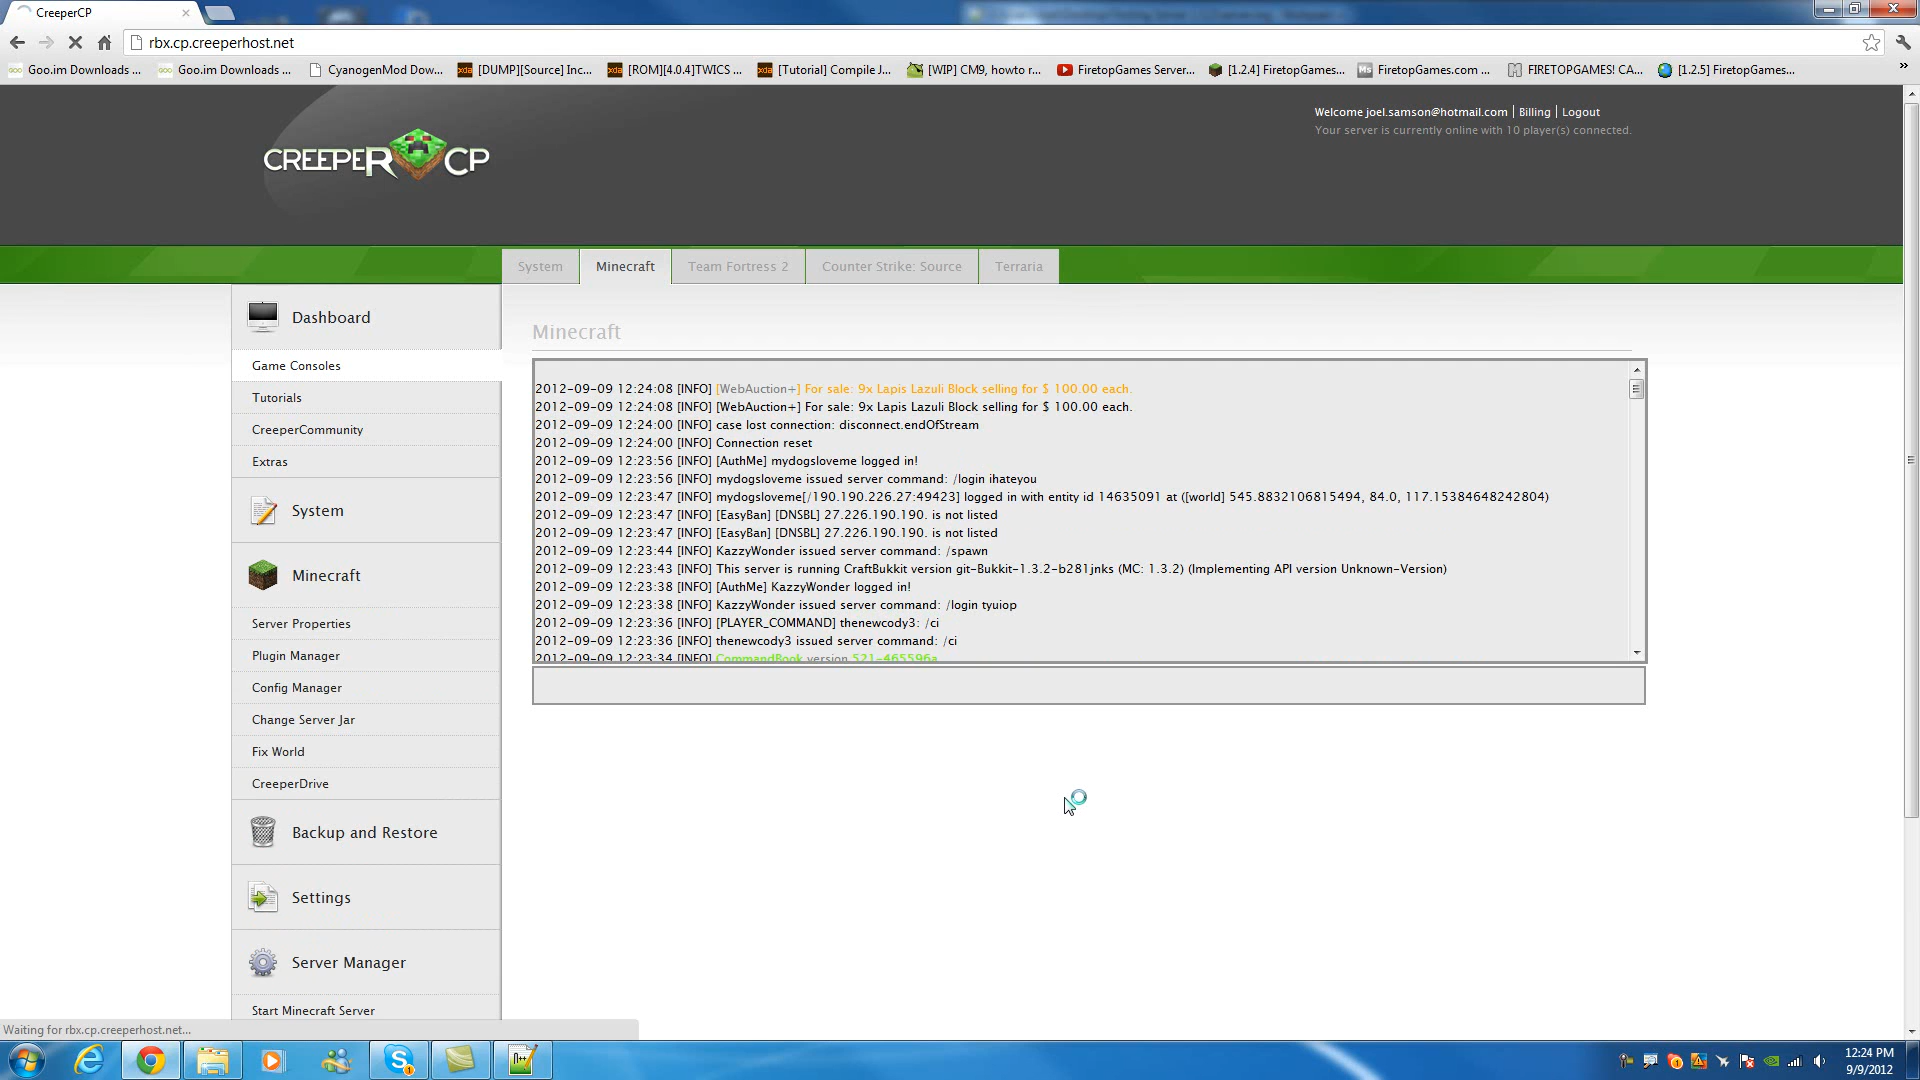 CreeperCP
rbx.cp.creeperhost.net
Goo.im Downloads ...
Goo.im Downloads ...
CyanogenMod Dow...
[DUMP][Source] Inc...
[ROM][4.0.4]TWICS ...
[Tutorial] Compile J...
[WIP] CM9, howto r...
FiretopGames Server...
[1.2.4] FiretopGames...
FiretopGames.com ...
FIRETOPGAMES! CA...
[1.2.5] FiretopGames...
Welcome joel.samson@hotmail.com | Billing | Logout
Your server is currently online with 10 player(s) connected.
CREEPER CP
System
Minecraft
Team Fortress 2
Counter Strike: Source
Terraria
Dashboard
Game Consoles
Tutorials
CreeperCommunity
Extras
System
Minecraft
Server Properties
Plugin Manager
Config Manager
Change Server Jar
Fix World
CreeperDrive
Backup and Restore
Settings
Server Manager
Start Minecraft Server
Minecraft
2012-09-09 12:24:08 [INFO] [WebAuction+] For sale: 9x Lapis Lazuli Block selling for $ 100.00 each.
2012-09-09 12:24:08 [INFO] [WebAuction+] For sale: 9x Lapis Lazuli Block selling for $ 100.00 each.
2012-09-09 12:24:00 [INFO] case lost connection: disconnect.endOfStream
2012-09-09 12:24:00 [INFO] Connection reset
2012-09-09 12:23:56 [INFO] [AuthMe] mydogsloveme logged in!
2012-09-09 12:23:56 [INFO] mydogsloveme issued server command: /login ihateyou
2012-09-09 12:23:47 [INFO] mydogsloveme[/190.190.226.27:49423] logged in with entity id 14635091 at ([world] 545.8832106815494, 84.0, 117.15384648242804)
2012-09-09 12:23:47 [INFO] [EasyBan] [DNSBL] 27.226.190.190. is not listed
2012-09-09 12:23:47 [INFO] [EasyBan] [DNSBL] 27.226.190.190. is not listed
2012-09-09 12:23:44 [INFO] KazzyWonder issued server command: /spawn
2012-09-09 12:23:43 [INFO] This server is running CraftBukkit version git-Bukkit-1.3.2-b281jnks (MC: 1.3.2) (Implementing API version Unknown-Version)
2012-09-09 12:23:38 [INFO] [AuthMe] KazzyWonder logged in!
2012-09-09 12:23:38 [INFO] KazzyWonder issued server command: /login tyuiop
2012-09-09 12:23:36 [INFO] [PLAYER_COMMAND] thenewcody3: /ci
2012-09-09 12:23:36 [INFO] thenewcody3 issued server command: /ci
2012-09-09 12:23:34 [INFO] CommandBook version 521-465596a
Waiting for rbx.cp.creeperhost.net...
12:24 PM
9/9/2012